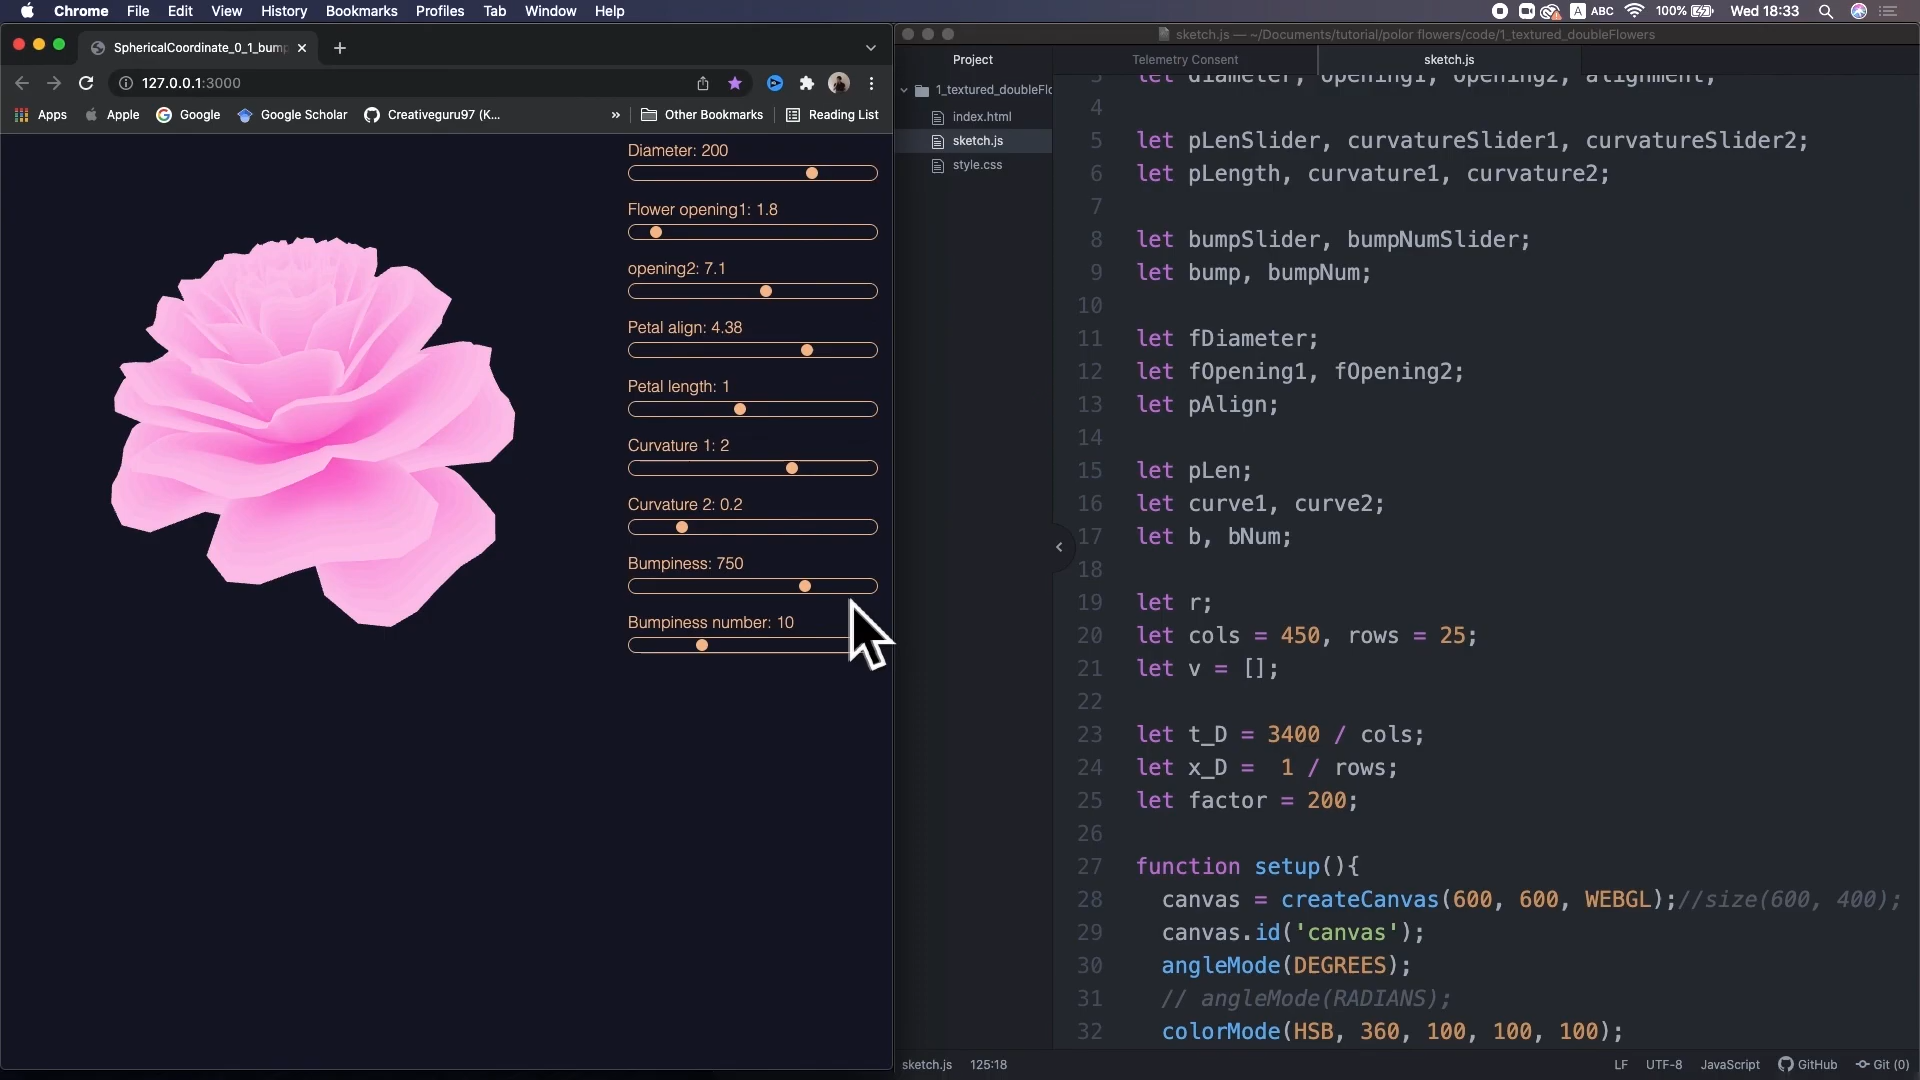 Chrome File Edit View History Bookmarks Profiles Tab Window Help
A ABC 100% Wed 18:33
SphericalCoordinate_0_1_bump
127.0.0.1:3000
Apps Apple Google Google Scholar Creativeguru97 (K... » Other Bookmarks Reading List
Diameter: 200
Flower opening1: 1.8
opening2: 7.1
Petal align: 4.38
Petal length: 1
Curvature 1: 2
Curvature 2: 0.2
Bumpiness: 750
Bumpiness number: 10
sketch.js — ~/Documents/tutorial/polor flowers/code/1_textured_doubleFlowers
Project
Telemetry Consent
sketch.js
1_textured_doubleFlo
index.html
sketch.js
style.css
3 let diameter, opening1, opening2, alignment;
4
5 let pLenSlider, curvatureSlider1, curvatureSlider2;
6 let pLength, curvature1, curvature2;
7
8 let bumpSlider, bumpNumSlider;
9 let bump, bumpNum;
10
11 let fDiameter;
12 let fOpening1, fOpening2;
13 let pAlign;
14
15 let pLen;
16 let curve1, curve2;
17 let b, bNum;
18
19 let r;
20 let cols = 450, rows = 25;
21 let v = [];
22
23 let t_D = 3400 / cols;
24 let x_D =  1 / rows;
25 let factor = 200;
26
27 function setup(){
28 canvas = createCanvas(600, 600, WEBGL);//size(600, 400);
29 canvas.id('canvas');
30 angleMode(DEGREES);
31 // angleMode(RADIANS);
32 colorMode(HSB, 360, 100, 100, 100);
sketch.js 125:18
LF UTF-8 JavaScript GitHub Git (0)